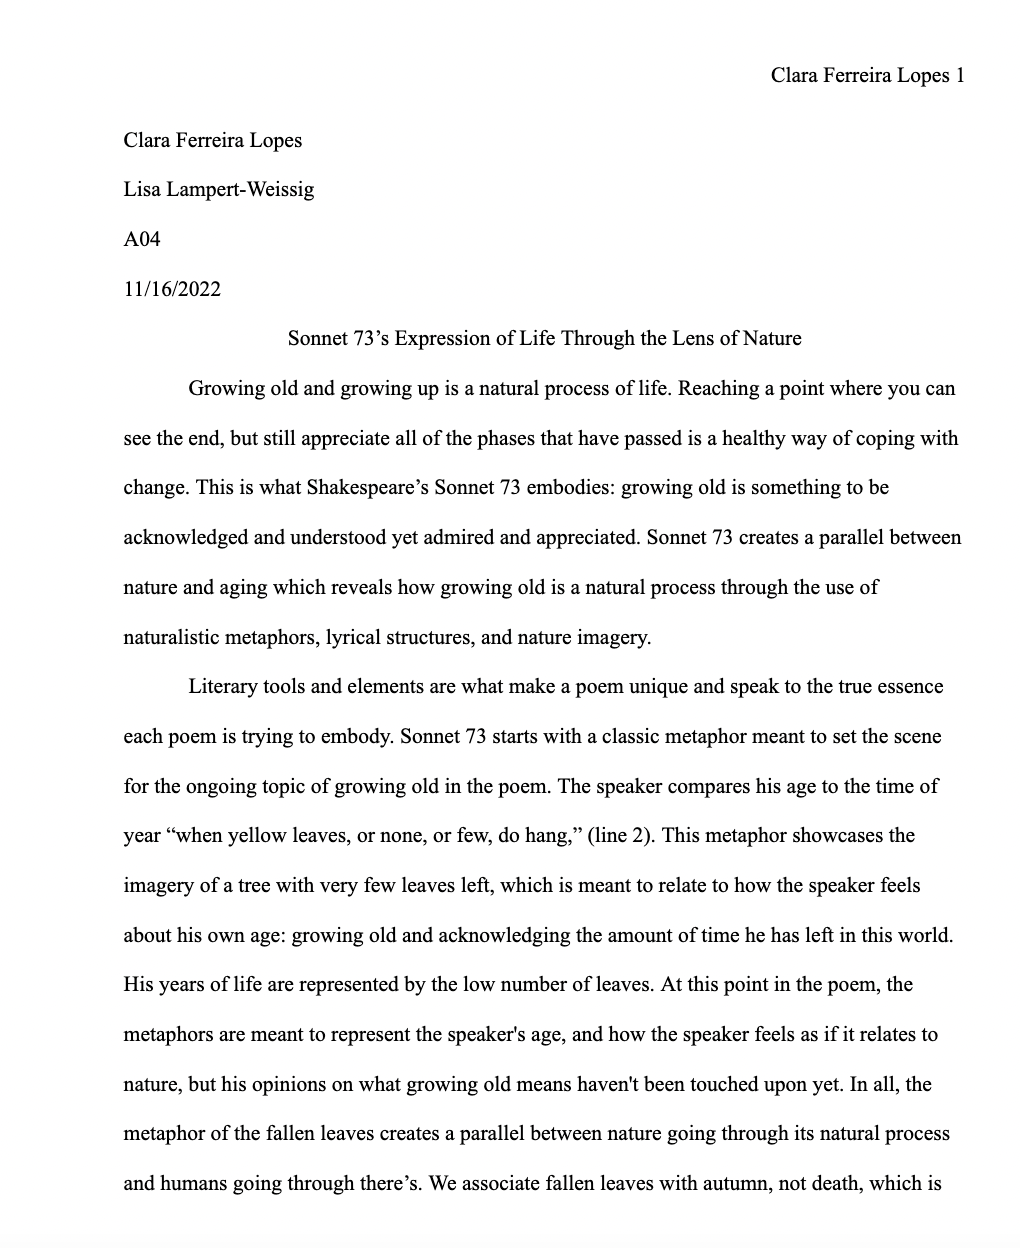 Clara Ferreira Lopes 1
Clara Ferreira Lopes
Lisa Lampert-Weissig
A04
11/16/2022
Sonnet 73’s Expression of Life Through the Lens of Nature
Growing old and growing up is a natural process of life. Reaching a point where you can
see the end, but still appreciate all of the phases that have passed is a healthy way of coping with
change. This is what Shakespeare’s Sonnet 73 embodies: growing old is something to be
acknowledged and understood yet admired and appreciated. Sonnet 73 creates a parallel between
nature and aging which reveals how growing old is a natural process through the use of
naturalistic metaphors, lyrical structures, and nature imagery.
Literary tools and elements are what make a poem unique and speak to the true essence
each poem is trying to embody. Sonnet 73 starts with a classic metaphor meant to set the scene
for the ongoing topic of growing old in the poem. The speaker compares his age to the time of
year “when yellow leaves, or none, or few, do hang,” (line 2). This metaphor showcases the
imagery of a tree with very few leaves left, which is meant to relate to how the speaker feels
about his own age: growing old and acknowledging the amount of time he has left in this world.
His years of life are represented by the low number of leaves. At this point in the poem, the
metaphors are meant to represent the speaker's age, and how the speaker feels as if it relates to
nature, but his opinions on what growing old means haven't been touched upon yet. In all, the
metaphor of the fallen leaves creates a parallel between nature going through its natural process
and humans going through there’s. We associate fallen leaves with autumn, not death, which is